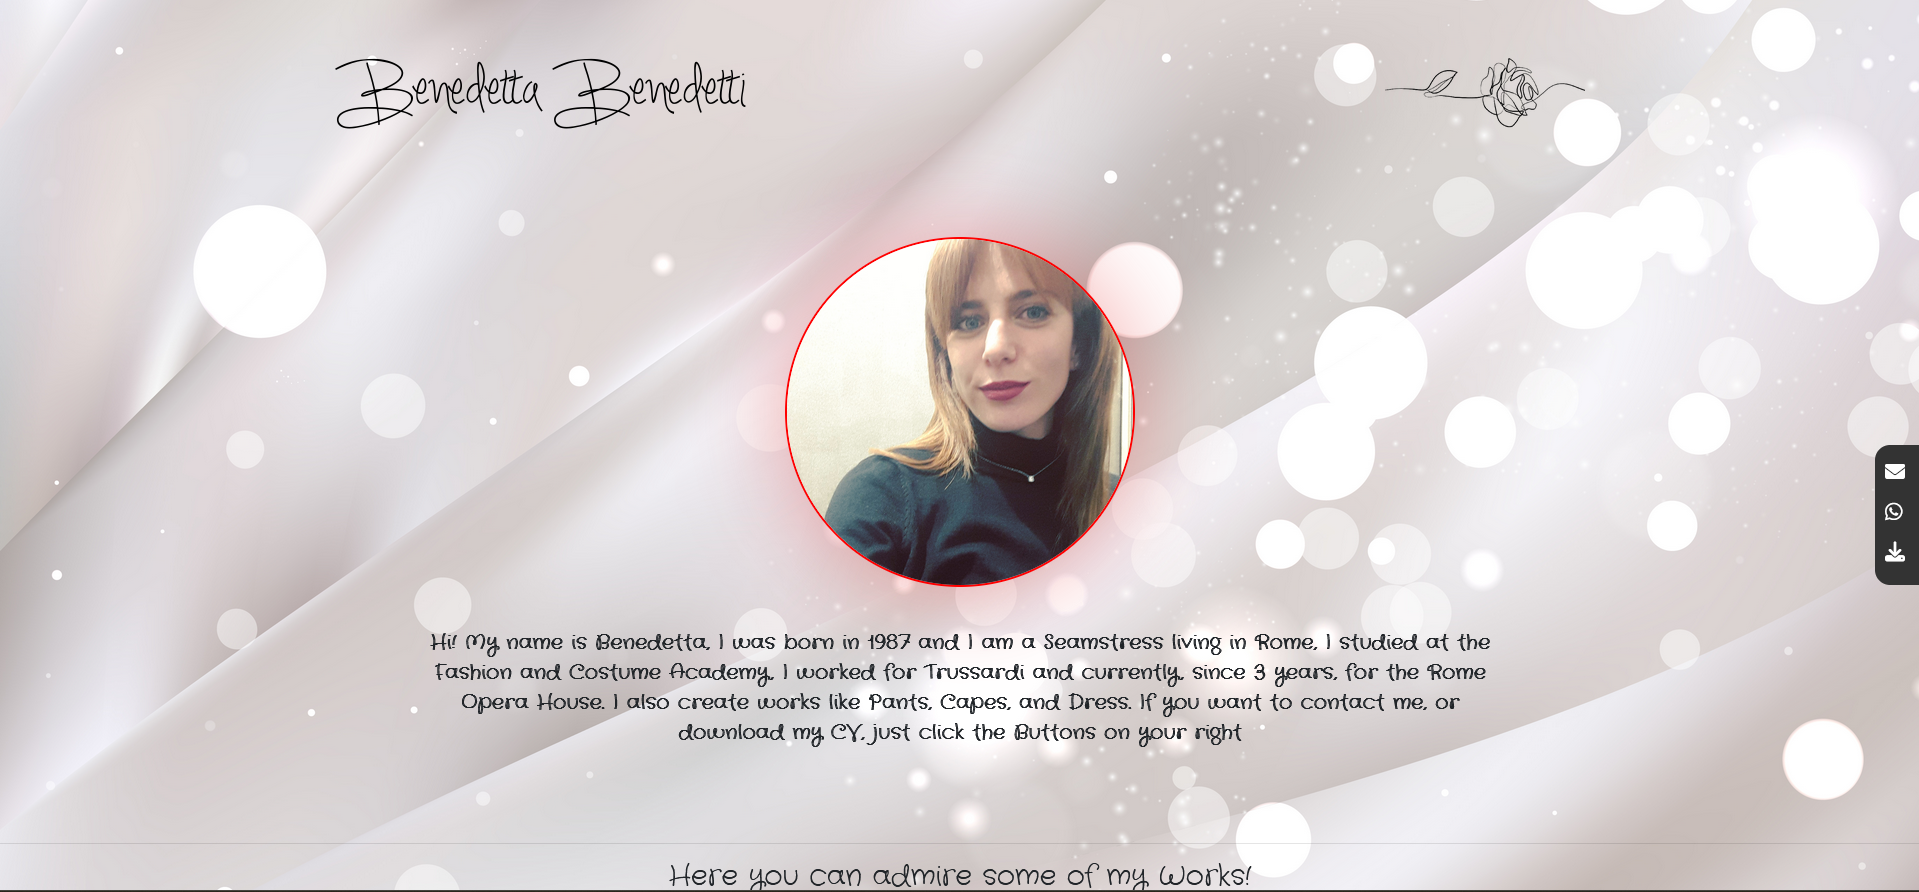 Benedetta Benedetti
Hi! My name is Benedetta, I was born in 1987 and I am a Seamstress living in Rome, I studied at the
Fashion and Costume Academy, I worked for Trussardi and currently, since 3 years, for the Rome
Opera House. I also create works like Pants, Capes, and Dress. If you want to contact me, or
download my CV, just click the Buttons on your right
Here you can admire some of my Works!